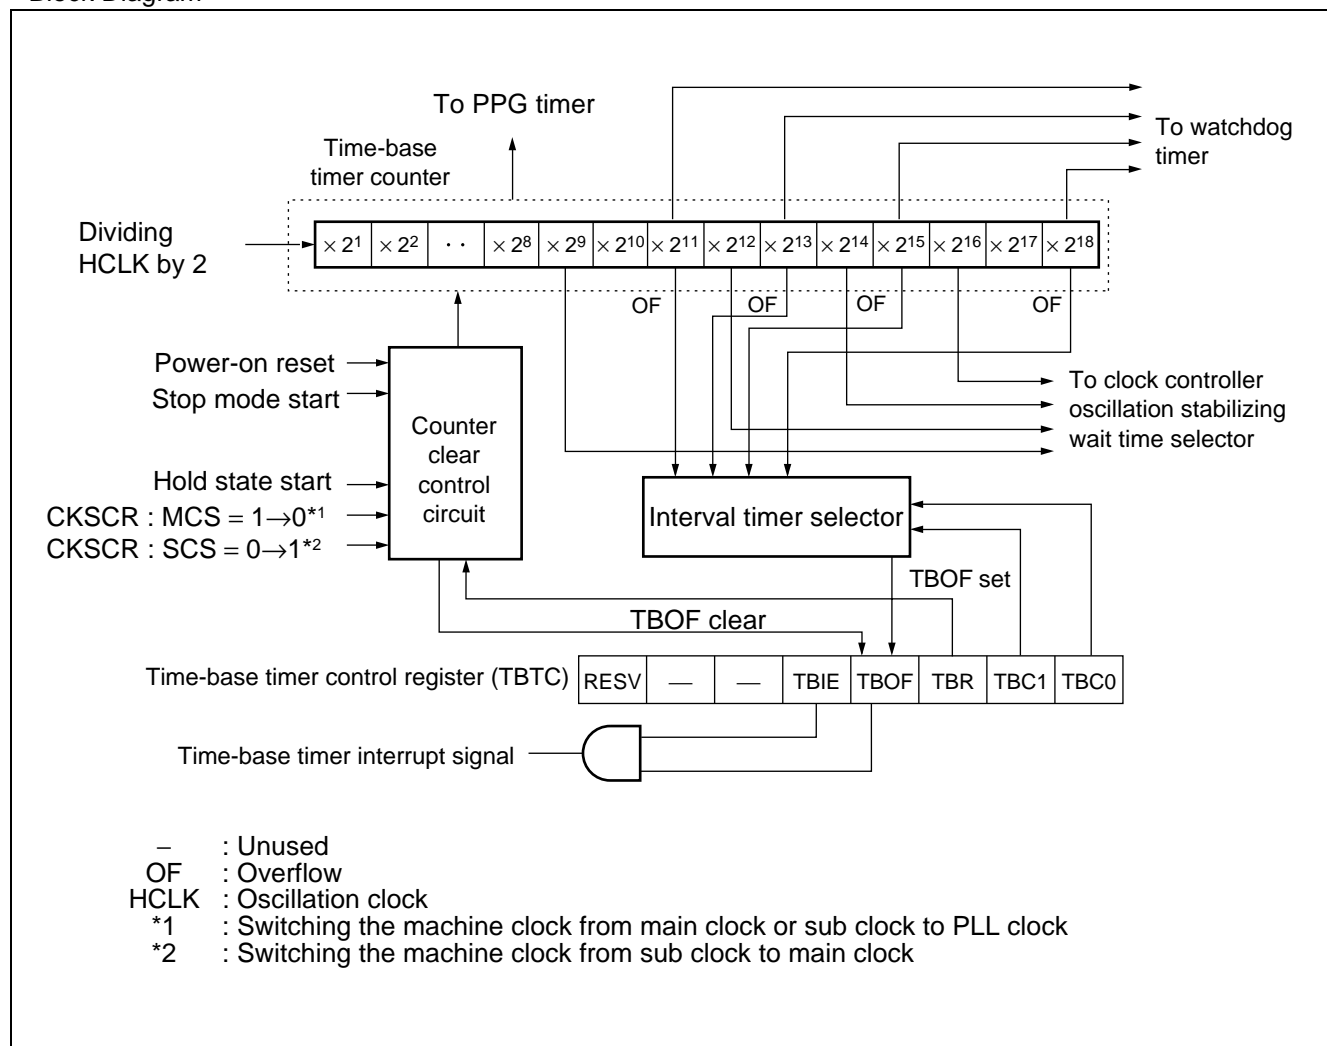 Block Diagram
To PPG timer
To watchdog
timer
Time-base
timer counter
Dividing
HCLK by 2
× 2¹ × 2² · · × 2⁸ × 2⁹ × 2¹⁰ × 2¹¹ × 2¹² × 2¹³ × 2¹⁴ × 2¹⁵ × 2¹⁶ × 2¹⁷ × 2¹⁸
OF OF OF OF
Power-on reset
Stop mode start
Hold state start
CKSCR : MCS = 1→0*¹
CKSCR : SCS = 0→1*²
Counter
clear
control
circuit
To clock controller
oscillation stabilizing
wait time selector
Interval timer selector
TBOF set
TBOF clear
Time-base timer control register (TBTC) RESV — — TBIE TBOF TBR TBC1 TBC0
Time-base timer interrupt signal
– : Unused
OF : Overflow
HCLK : Oscillation clock
*1 : Switching the machine clock from main clock or sub clock to PLL clock
*2 : Switching the machine clock from sub clock to main clock